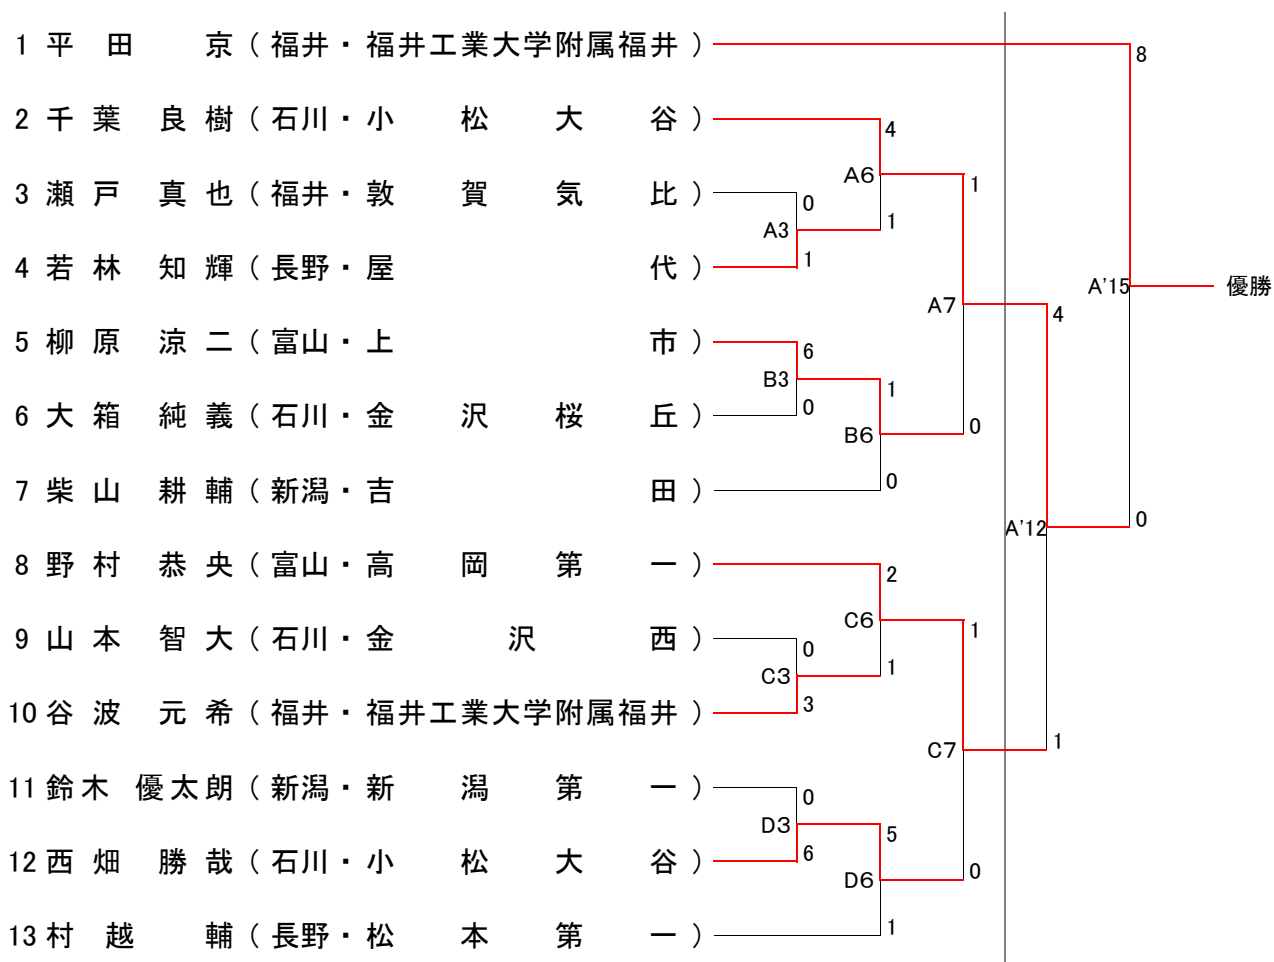 1 平田 京 ( 福井・福井工業大学附属福井 )
8
2 千葉 良樹 ( 石川・小松大谷 )
4
A6
1
3 瀬戸 真也 ( 福井・敦賀気比 )
0
A3
1
4 若林 知輝 ( 長野・屋代 )
1
A'15 優勝
A7
4
5 柳原 涼二 ( 富山・上市 )
6
B3
1
6 大箱 純義 ( 石川・金沢桜丘 )
0
B6
0
7 柴山 耕輔 ( 新潟・吉田 )
0
A'12
0
8 野村 恭央 ( 富山・高岡第一 )
2
C6
1
9 山本 智大 ( 石川・金沢西 )
0
C3
1
10 谷波 元希 ( 福井・福井工業大学附属福井 )
3
C7
1
11 鈴木 優太朗 ( 新潟・新潟第一 )
0
D3
5
12 西畑 勝哉 ( 石川・小松大谷 )
6
D6
0
13 村越 輔 ( 長野・松本第一 )
1